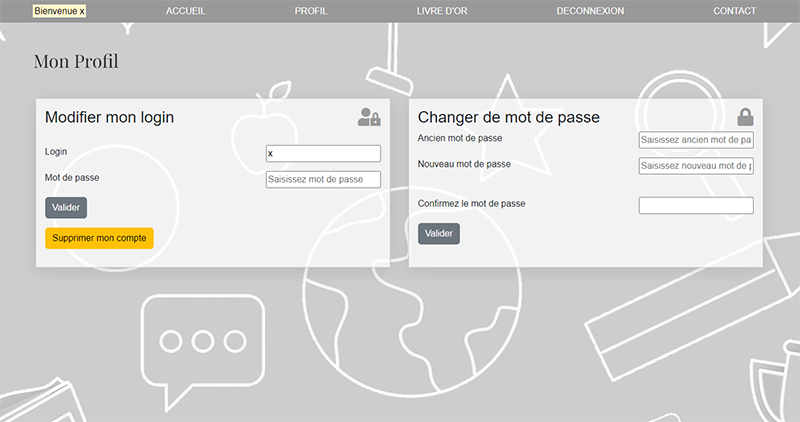 Bienvenue x
ACCUEIL
PROFIL
LIVRE D'OR
DECONNEXION
CONTACT
Mon Profil
Modifier mon login
Login
x
Mot de passe
Saisissez mot de passe
Valider
Supprimer mon compte
Changer de mot de passe
Ancien mot de passe
Saisissez ancien mot de pa
Nouveau mot de passe
Saisissez nouveau mot de p
Confirmez le mot de passe
Valider